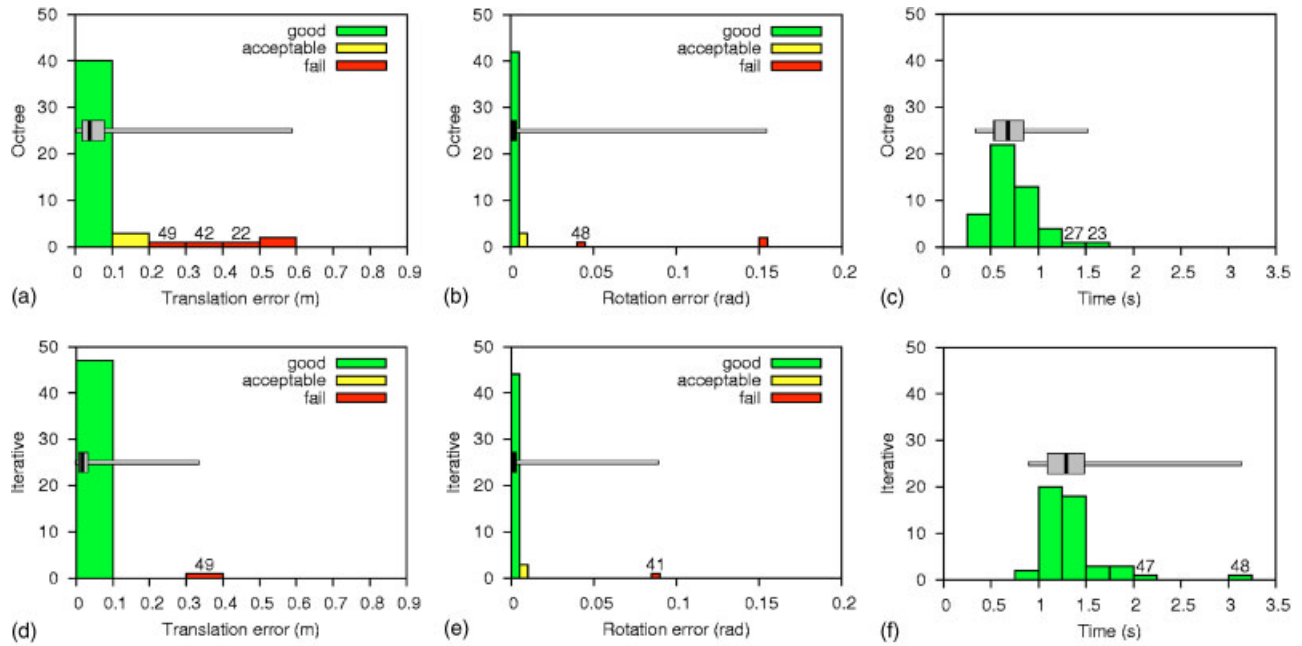 50
40
30
20
10
0
Octree
good
acceptable
fail
49 42 22
0 0.1 0.2 0.3 0.4 0.5 0.6 0.7 0.8 0.9
(a) Translation error (m)
50
40
30
20
10
0
Octree
good
acceptable
fail
48
0 0.05 0.1 0.15 0.2
(b) Rotation error (rad)
50
40
30
20
10
0
Octree
27 23
0.5 1 1.5 2 2.5 3 3.5
(c) Time (s)
50
40
30
20
10
0
Iterative
good
acceptable
fail
49
0 0.1 0.2 0.3 0.4 0.5 0.6 0.7 0.8 0.9
(d) Translation error (m)
50
40
30
20
10
0
Iterative
good
acceptable
fail
41
0 0.05 0.1 0.15 0.2
(e) Rotation error (rad)
50
40
30
20
10
0
Iterative
47 48
0.5 1 1.5 2 2.5 3 3.5
(f) Time (s)